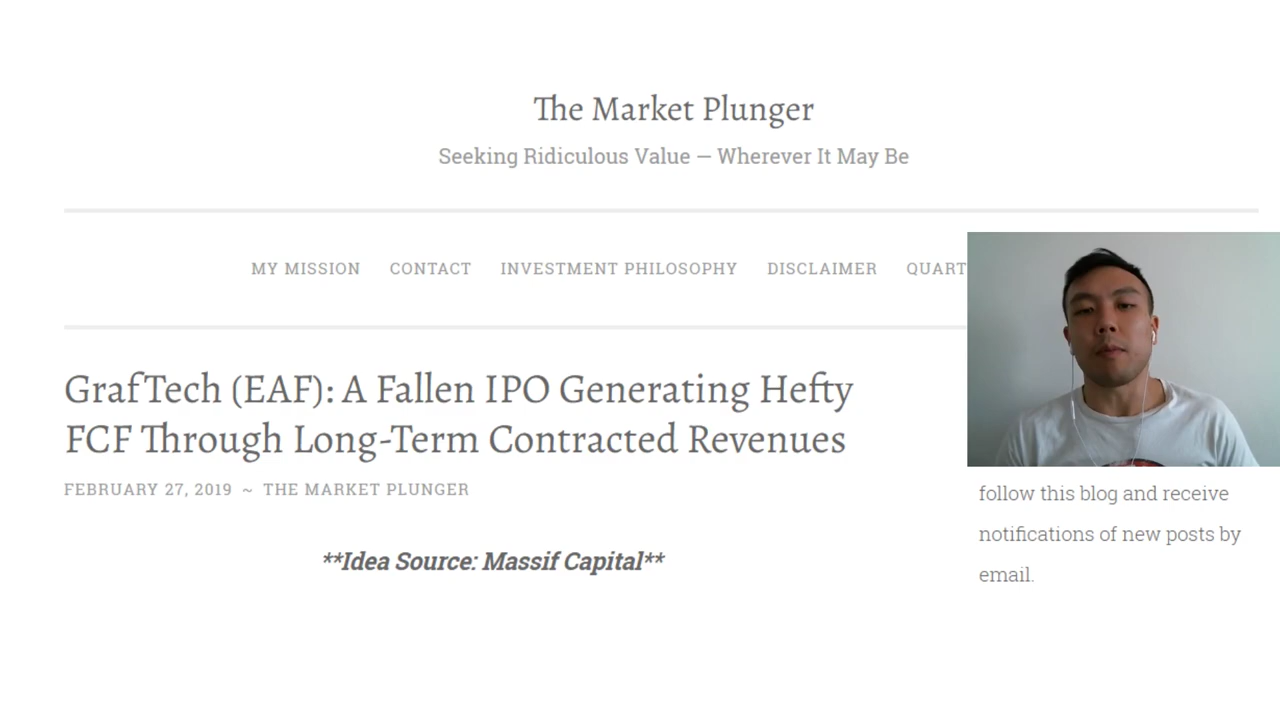 The Market Plunger
Seeking Ridiculous Value — Wherever It May Be
MY MISSION CONTACT INVESTMENT PHILOSOPHY DISCLAIMER QUART
GrafTech (EAF): A Fallen IPO Generating Hefty
FCF Through Long-Term Contracted Revenues
FEBRUARY 27, 2019 ~ THE MARKET PLUNGER
follow this blog and receive
notifications of new posts by
email.
**Idea Source: Massif Capital**